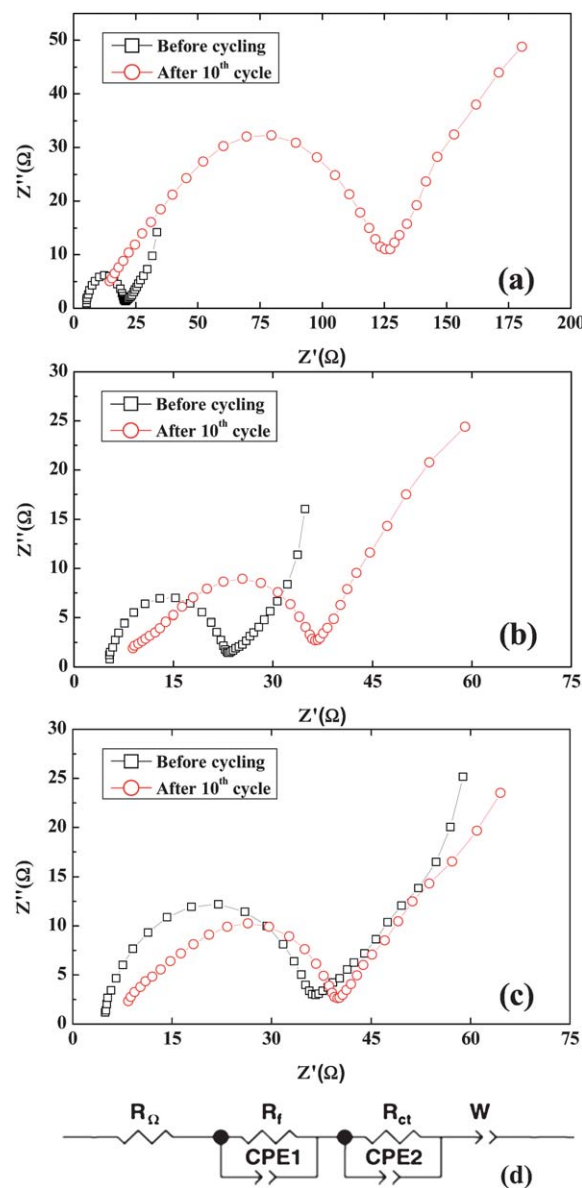 50
40
30
20
10
0
Z''(Ω)
Before cycling
After 10th cycle
(a)
0 25 50 75 100 125 150 175 200
Z'(Ω)
30
25
20
15
10
5
0
Z''(Ω)
Before cycling
After 10th cycle
(b)
0 15 30 45 60 75
Z'(Ω)
30
25
20
15
10
5
0
Z''(Ω)
Before cycling
After 10th cycle
(c)
0 15 30 45 60 75
Z'(Ω)
RΩ Rf Rct W
CPE1 CPE2
(d)